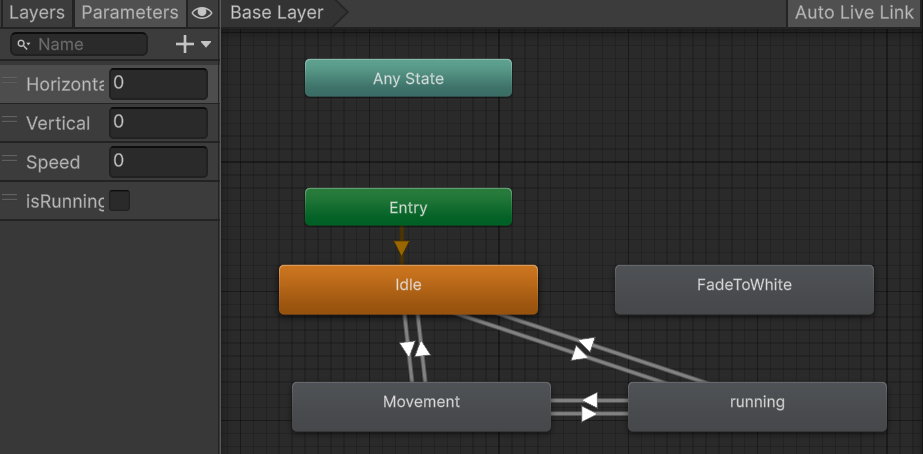 Layers Parameters
Name
Horizonta 0
Vertical 0
Speed 0
isRunning
Base Layer
Auto Live Link
Any State
Entry
Idle
FadeToWhite
Movement
running